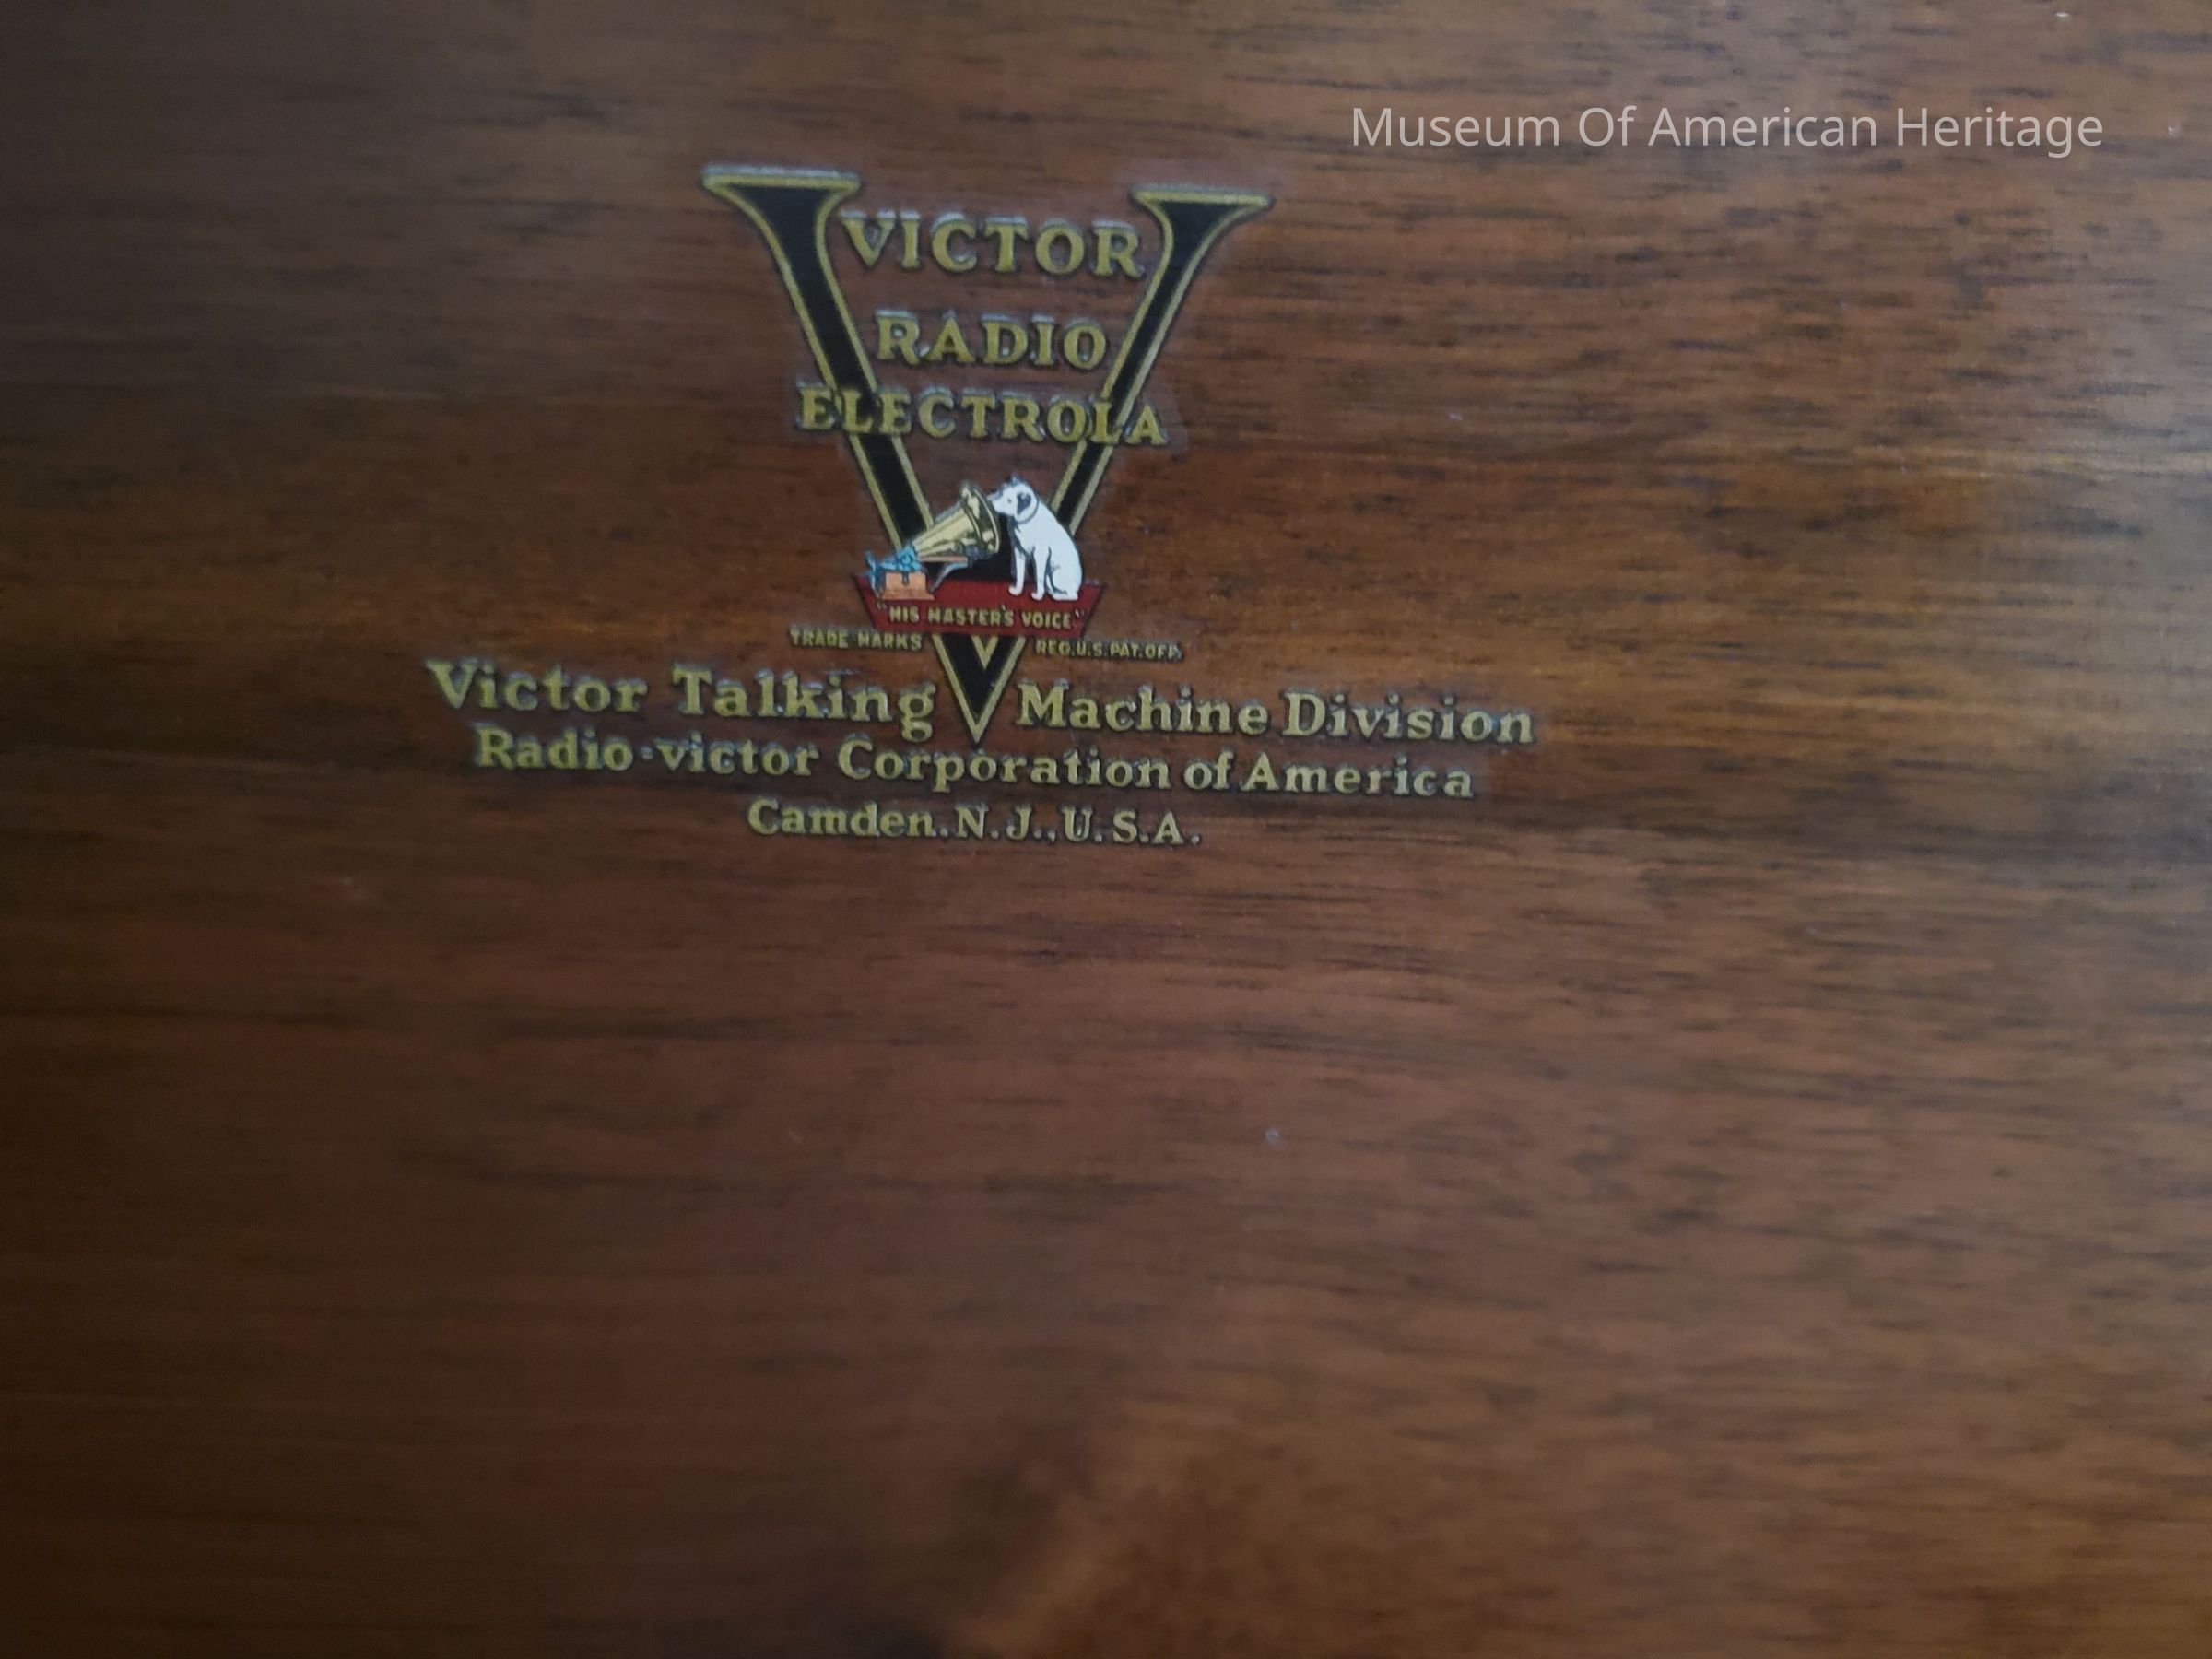 Museum Of American Heritage
VICTOR
RADIO
ELECTROLA
"HIS MASTER'S VOICE"
TRADE MARKS REG.U.S.PAT.OFF.
Victor Talking Machine Division
Radio-victor Corporation of America
Camden, N.J., U.S.A.